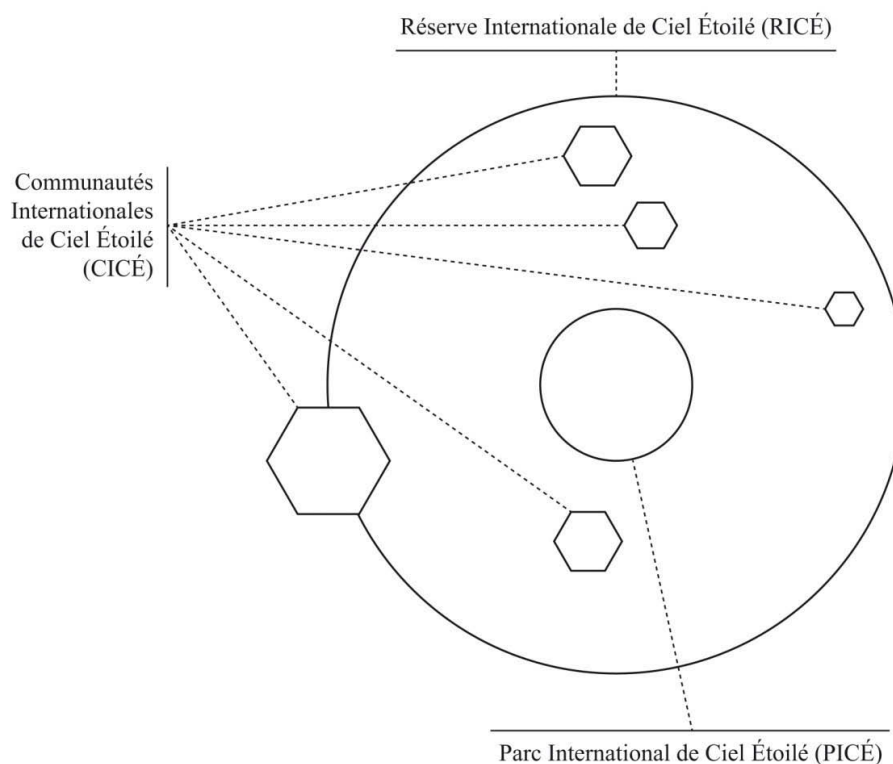 Réserve Internationale de Ciel Étoilé (RICÉ)
Communautés
Internationales
de Ciel Étoilé
(CICÉ)
Parc International de Ciel Étoilé (PICÉ)